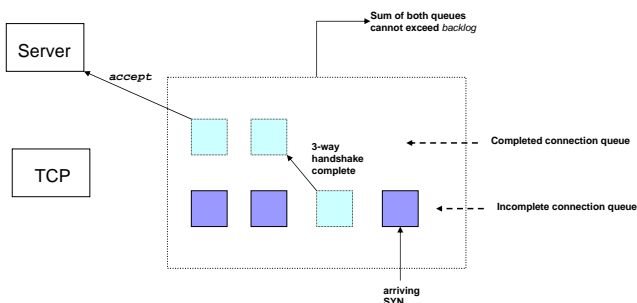 Sum of both queues
cannot exceed backlog
Server
accept
3-way
handshake
complete
Completed connection queue
TCP
Incomplete connection queue
arriving
SYN